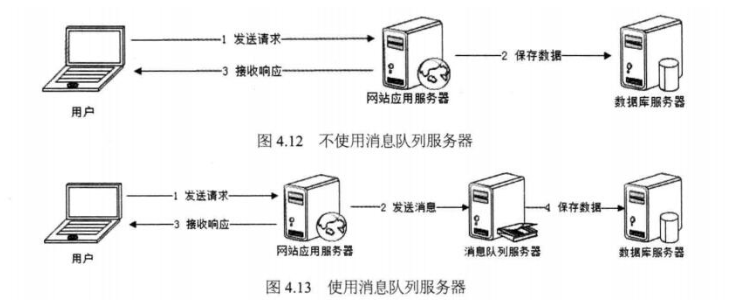 1 发送请求
2 保存数据
3 接收响应
用户
网站应用服务器
数据库服务器
图 4.12 不使用消息队列服务器
1 发送请求
2 发送消息
4 保存数据
3 接收响应
用户
网站应用服务器
消息队列服务器
数据库服务器
图 4.13 使用消息队列服务器